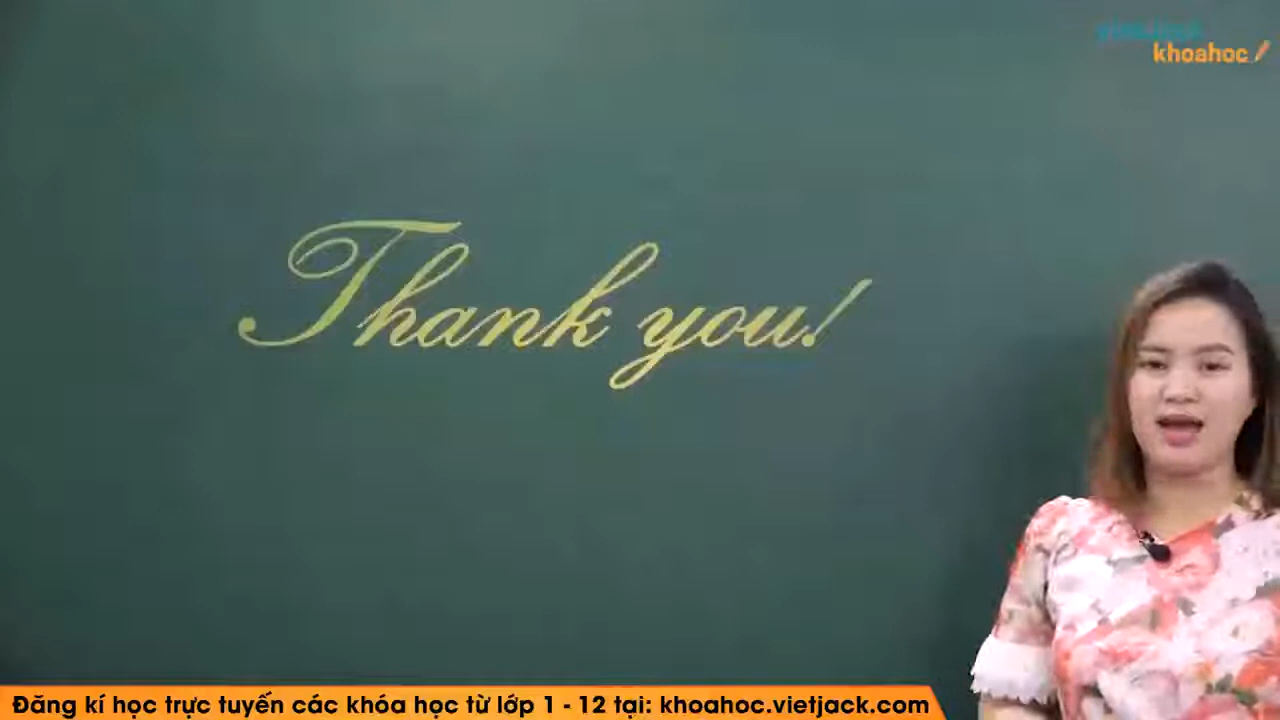 khoahoc
Thank you!
Đăng kí học trực tuyến các khóa học từ lớp 1 - 12 tại: khoahoc.vietjack.com